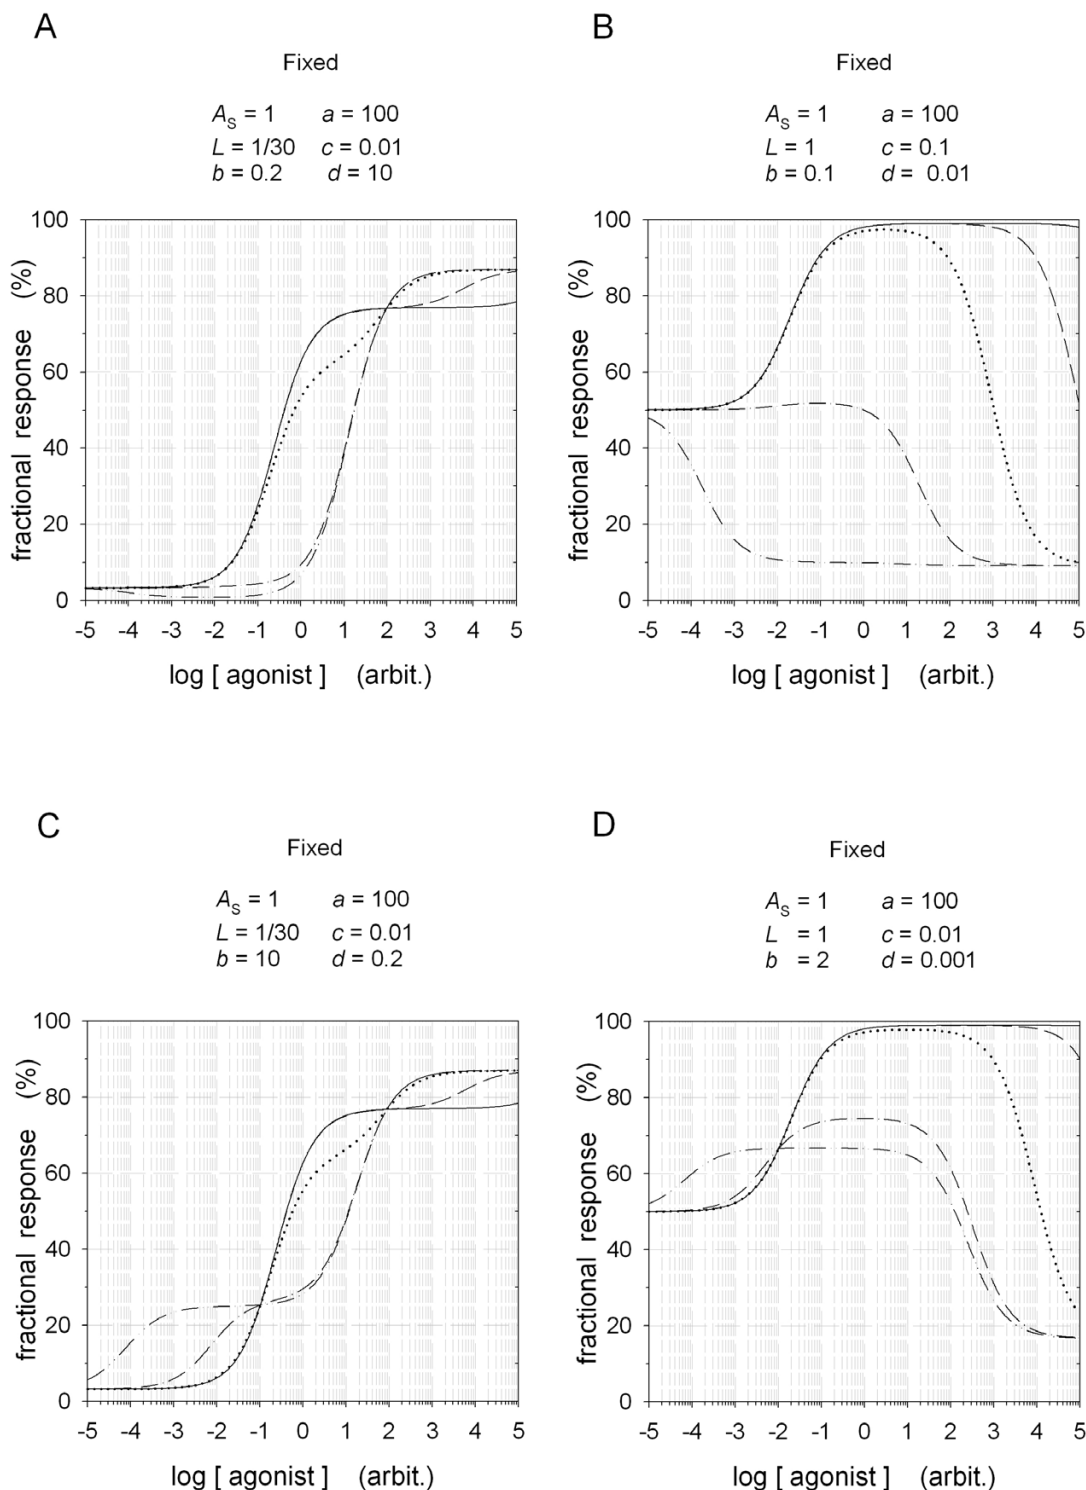 A
Fixed
A_S = 1 a = 100
L = 1/30 c = 0.01
b = 0.2 d = 10
fractional response (%)
100
80
60
40
20
0
-5 -4 -3 -2 -1 0 1 2 3 4 5
log [ agonist ] (arbit.)
B
Fixed
A_S = 1 a = 100
L = 1 c = 0.1
b = 0.1 d = 0.01
fractional response (%)
100
80
60
40
20
0
-5 -4 -3 -2 -1 0 1 2 3 4 5
log [ agonist ] (arbit.)
C
Fixed
A_S = 1 a = 100
L = 1/30 c = 0.01
b = 10 d = 0.2
fractional response (%)
100
80
60
40
20
0
-5 -4 -3 -2 -1 0 1 2 3 4 5
log [ agonist ] (arbit.)
D
Fixed
A_S = 1 a = 100
L = 1 c = 0.01
b = 2 d = 0.001
fractional response (%)
100
80
60
40
20
0
-5 -4 -3 -2 -1 0 1 2 3 4 5
log [ agonist ] (arbit.)